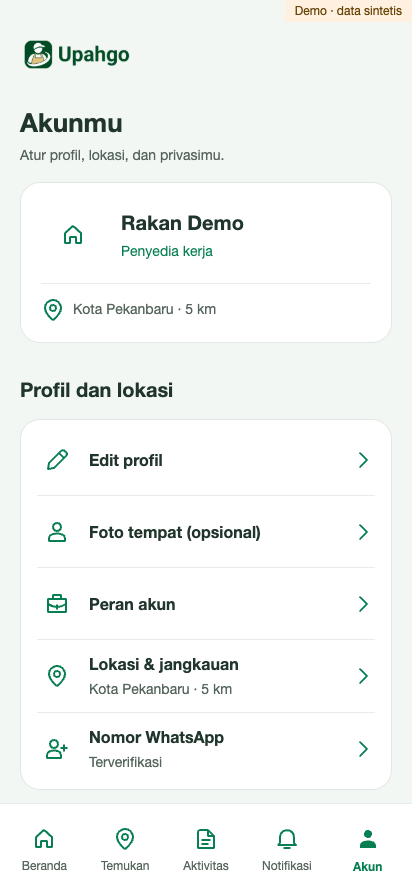 Demo · data sintetis
Upahgo
Akunmu
Atur profil, lokasi, dan privasimu.
Rakan Demo
Penyedia kerja
Kota Pekanbaru · 5 km
Profil dan lokasi
Edit profil
Foto tempat (opsional)
Peran akun
Lokasi & jangkauan
Kota Pekanbaru · 5 km
Nomor WhatsApp
Terverifikasi
Beranda
Temukan
Aktivitas
Notifikasi
Akun